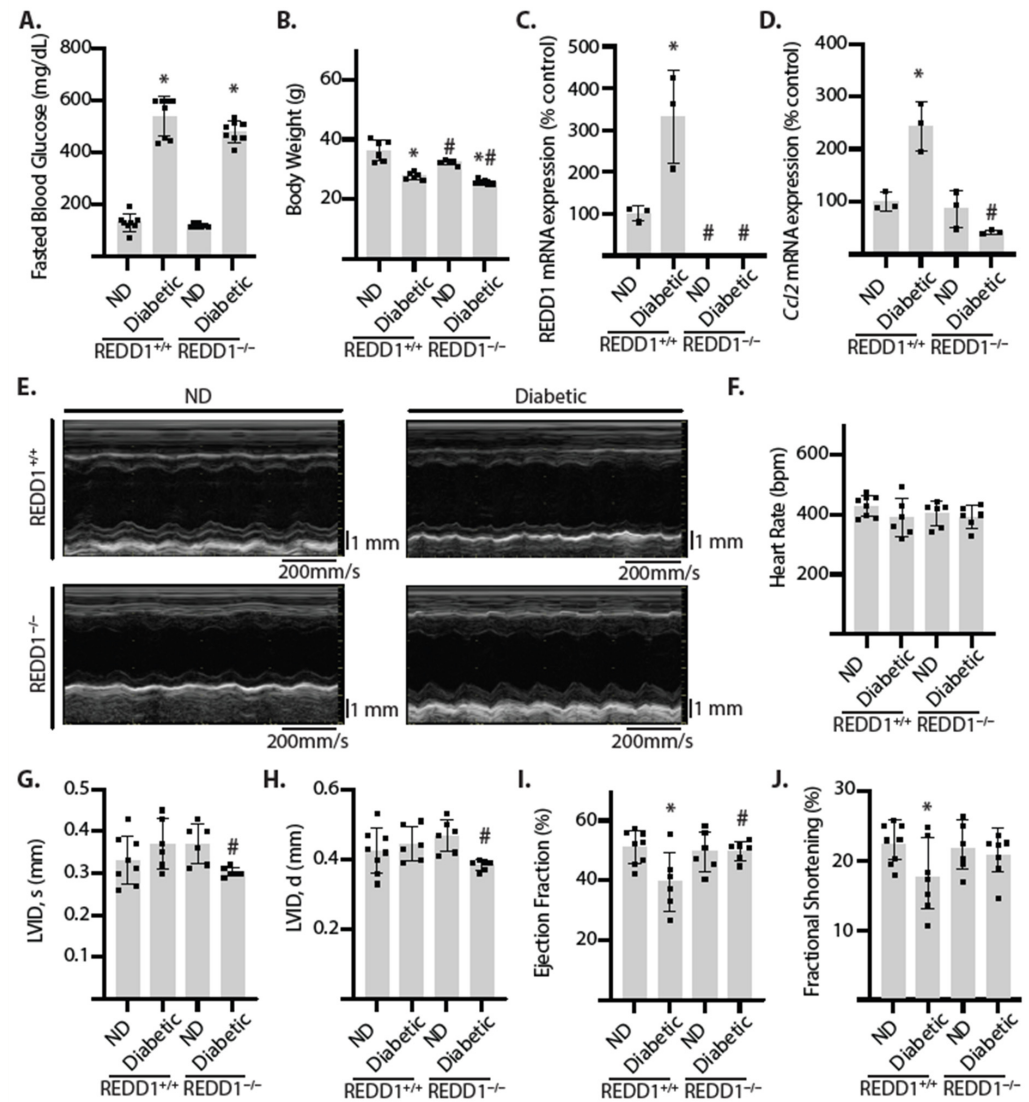 A.
Fasted Blood Glucose (mg/dL)
800
600
400
200
*
*
ND
Diabetic
ND
Diabetic
REDD1+/+
REDD1−/−
B.
Body Weight (g)
60
40
20
*
#
*#
ND
Diabetic
ND
Diabetic
REDD1+/+
REDD1−/−
C.
REDD1 mRNA expression (% control)
500
400
300
200
100
*
#
#
ND
Diabetic
ND
Diabetic
REDD1+/+
REDD1−/−
D.
Ccl2 mRNA expression (% control)
400
300
200
100
*
#
ND
Diabetic
ND
Diabetic
REDD1+/+
REDD1−/−
E.
ND
Diabetic
REDD1+/+
1 mm
200mm/s
1 mm
200mm/s
REDD1−/−
1 mm
200mm/s
1 mm
200mm/s
F.
Heart Rate (bpm)
600
400
200
ND
Diabetic
ND
Diabetic
REDD1+/+
REDD1−/−
G.
LVID, s (mm)
0.5
0.4
0.3
0.2
0.1
#
ND
Diabetic
ND
Diabetic
REDD1+/+
REDD1−/−
H.
LVID, d (mm)
0.6
0.4
0.2
#
ND
Diabetic
ND
Diabetic
REDD1+/+
REDD1−/−
I.
Ejection Fraction (%)
60
40
20
*
#
ND
Diabetic
ND
Diabetic
REDD1+/+
REDD1−/−
J.
Fractional Shortening (%)
30
20
10
*
ND
Diabetic
ND
Diabetic
REDD1+/+
REDD1−/−